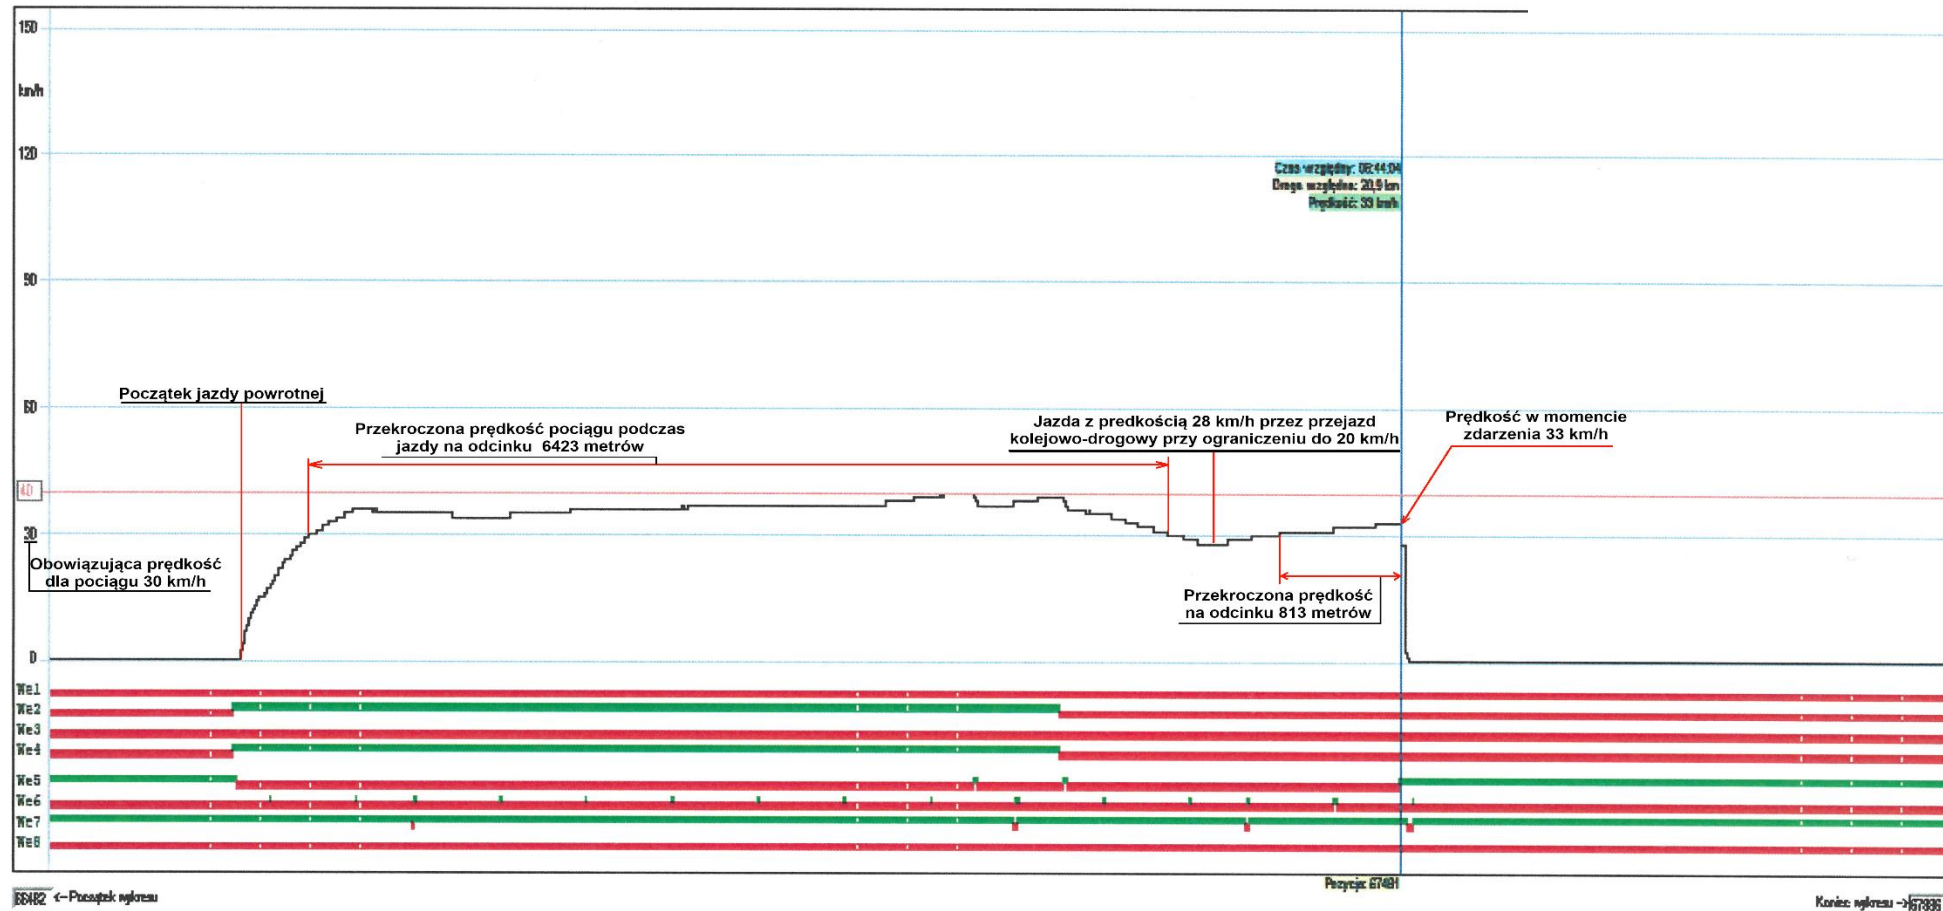 150
km/h
120
Czas względny: 06:44:04
Droga względna: 20,9 km
Prędkość: 33 km/h
90
Początek jazdy powrotnej
60
Przekroczona prędkość pociągu podczas
jazdy na odcinku 6423 metrów
Jazda z predkością 28 km/h przez przejazd
kolejowo-drogowy przy ograniczeniu do 20 km/h
Prędkość w momencie
zdarzenia 33 km/h
40
30
Obowiązująca prędkość
dla pociągu 30 km/h
Przekroczona prędkość
na odcinku 813 metrów
0
We1
We2
We3
We4
We5
We6
We7
We8
Pozycja: 67491
66482 <-- Początek wykresu
Koniec wykresu -->